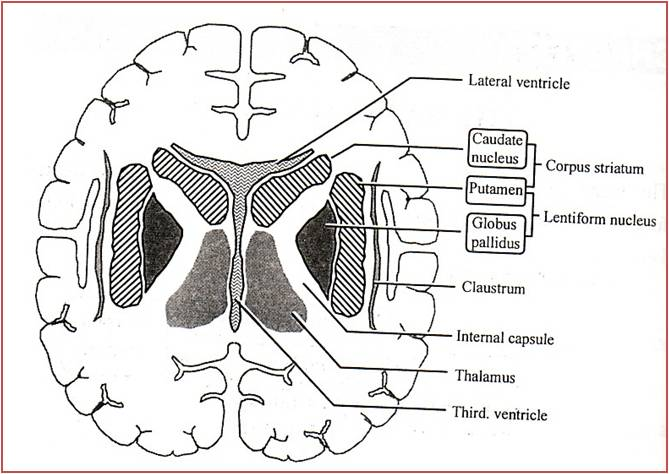 Lateral ventricle
Caudate
nucleus
Corpus striatum
Putamen
Lentiform nucleus
Globus
pallidus
Claustrum
Internal capsule
Thalamus
Third. ventricle